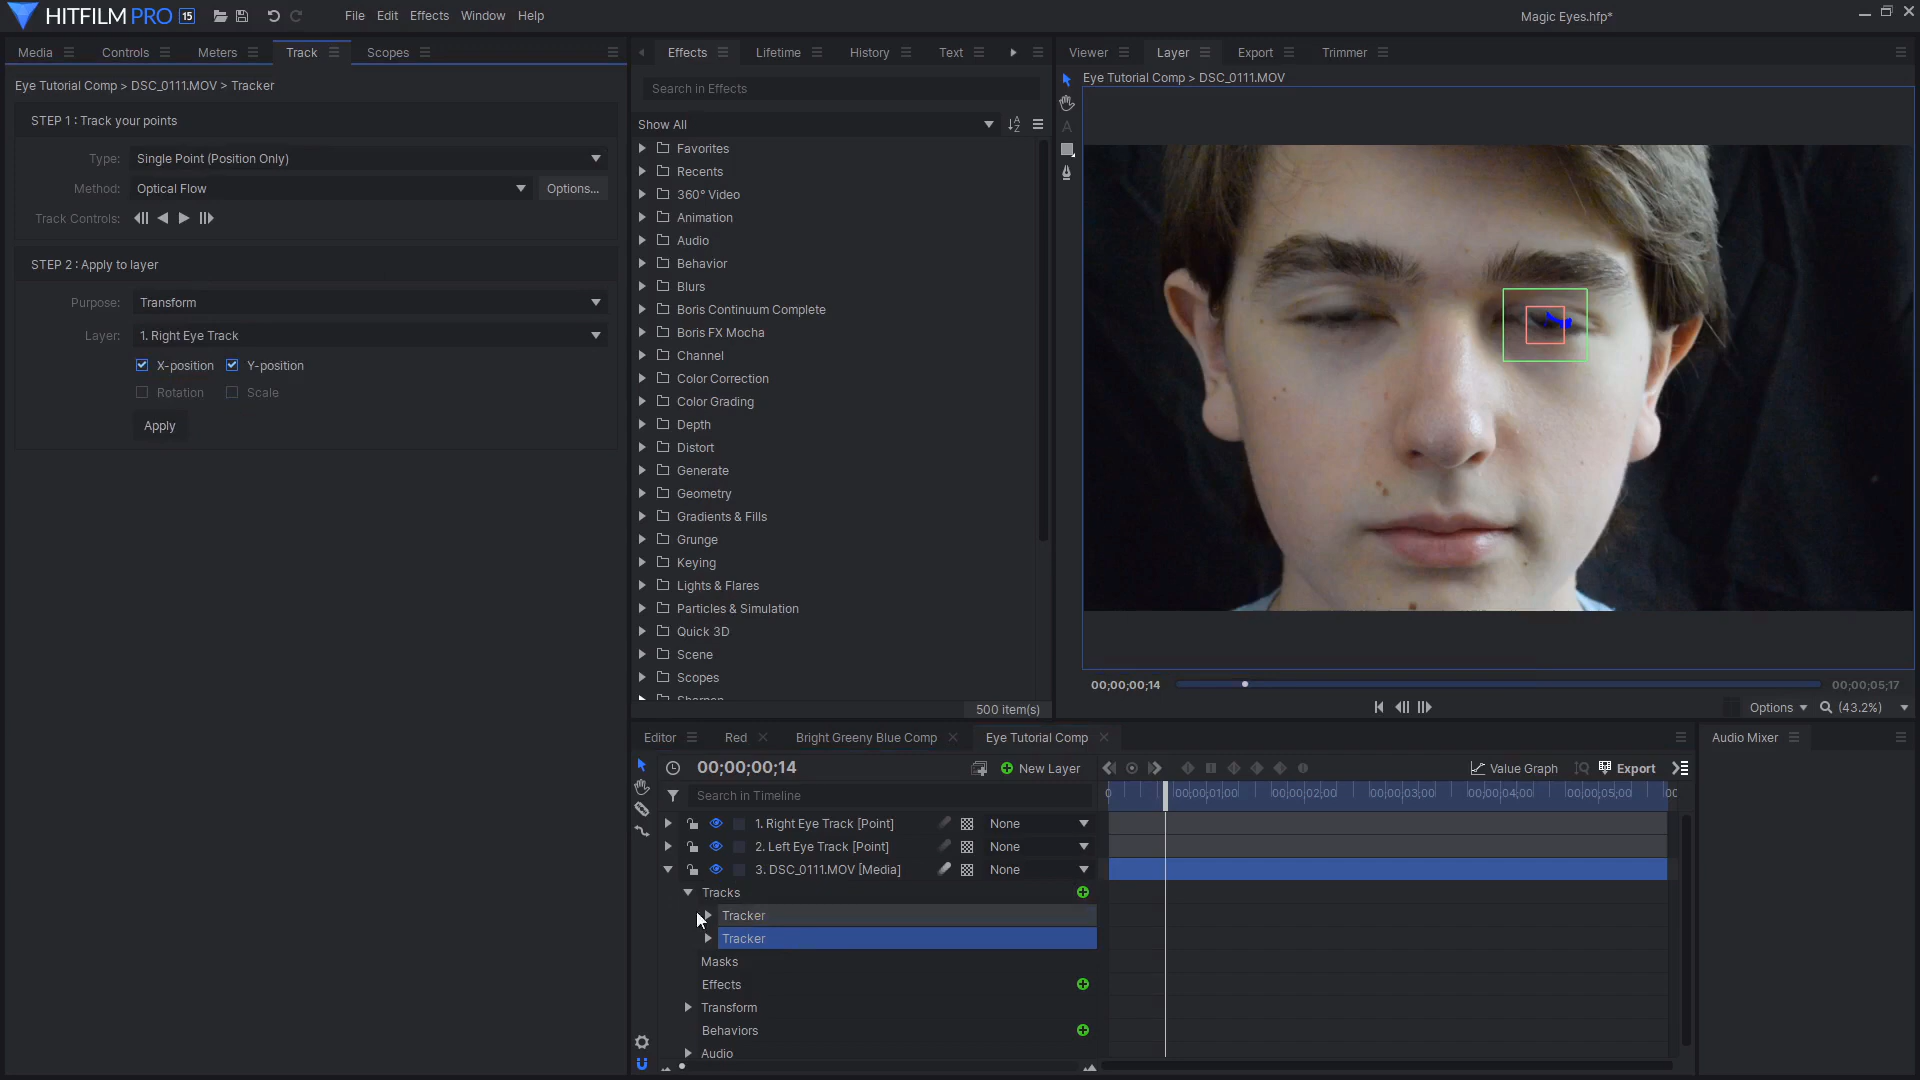 HITFILM PRO 15
File Edit Effects Window Help
Magic Eyes.hfp*
Media Controls Meters Track Scopes
Eye Tutorial Comp > DSC_0111.MOV > Tracker
STEP 1 : Track your points
Type: Single Point (Position Only)
Method: Optical Flow Options...
Track Controls:
STEP 2 : Apply to layer
Purpose: Transform
Layer: 1. Right Eye Track
X-position Y-position
Rotation Scale
Apply
Effects Lifetime History Text
Search in Effects
Show All
Favorites
Recents
360° Video
Animation
Audio
Behavior
Blurs
Boris Continuum Complete
Boris FX Mocha
Channel
Color Correction
Color Grading
Depth
Distort
Generate
Geometry
Gradients & Fills
Grunge
Keying
Lights & Flares
Particles & Simulation
Quick 3D
Scene
Scopes
Sharpen
500 item(s)
Viewer Layer Export Trimmer
Eye Tutorial Comp > DSC_0111.MOV
00;00;00;14 00;00;05;17
Options (43.2%)
Editor Red Bright Greeny Blue Comp Eye Tutorial Comp
00;00;00;14 New Layer Value Graph Export
Search in Timeline
0 00;00;01;00 00;00;02;00 00;00;03;00 00;00;04;00 00;00;05;00
1. Right Eye Track [Point] None
2. Left Eye Track [Point] None
3. DSC_0111.MOV [Media] None
Tracks
Tracker
Tracker
Masks
Effects
Transform
Behaviors
Audio
Audio Mixer